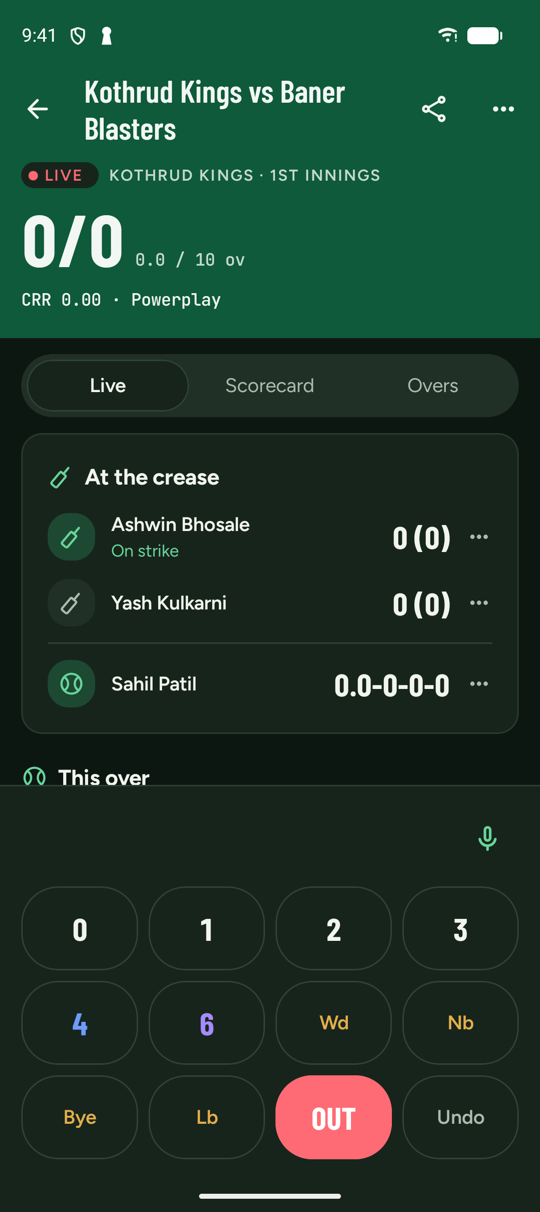 9:41
Kothrud Kings vs Baner
Blasters
LIVE KOTHRUD KINGS · 1ST INNINGS
0/0 0.0 / 10 ov
CRR 0.00 · Powerplay
Live Scorecard Overs
At the crease
Ashwin Bhosale
On strike
0 (0)
Yash Kulkarni 0 (0)
Sahil Patil 0.0-0-0-0
This over
0 1 2 3
4 6 Wd Nb
Bye Lb OUT Undo